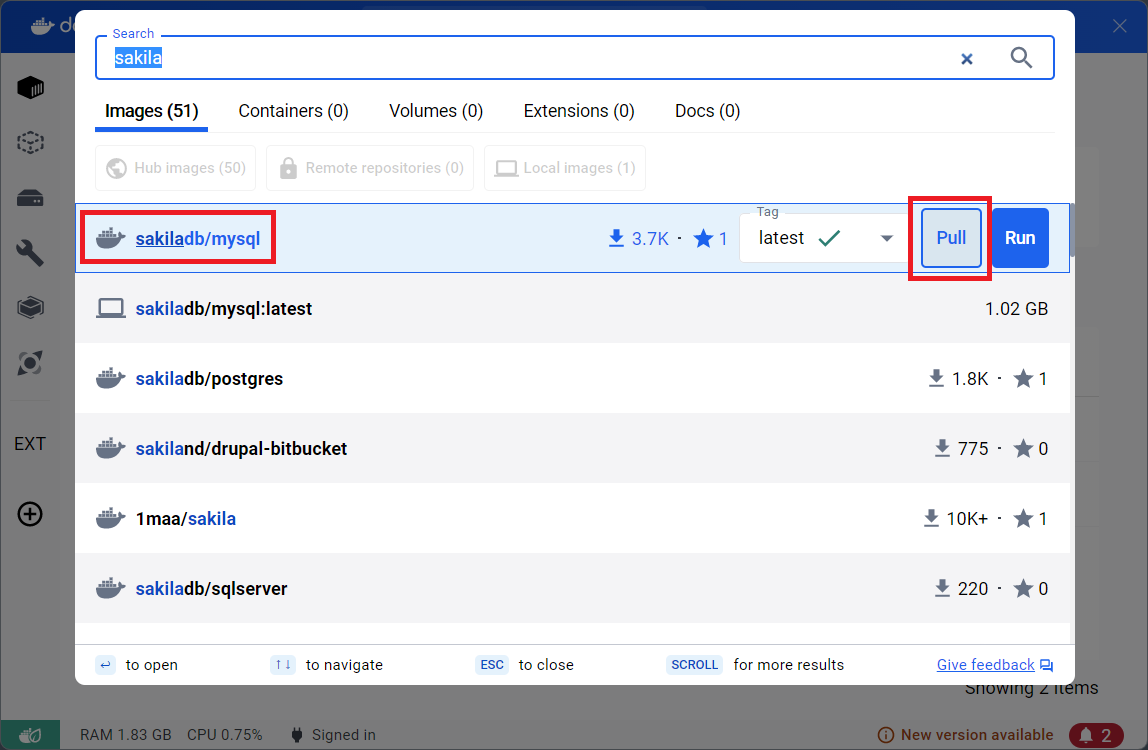 do
Search
sakila
Images (51) Containers (0) Volumes (0) Extensions (0) Docs (0)
Hub images (50) Remote repositories (0) Local images (1)
sakiladb/mysql 3.7K · 1 Tag latest Pull Run
sakiladb/mysql:latest 1.02 GB
sakiladb/postgres 1.8K · 1
sakiland/drupal-bitbucket 775 · 0
EXT
1maa/sakila 10K+ · 1
sakiladb/sqlserver 220 · 0
↩ to open ↑↓ to navigate ESC to close SCROLL for more results Give feedback
Showing 2 items
RAM 1.83 GB CPU 0.75% Signed in New version available 2